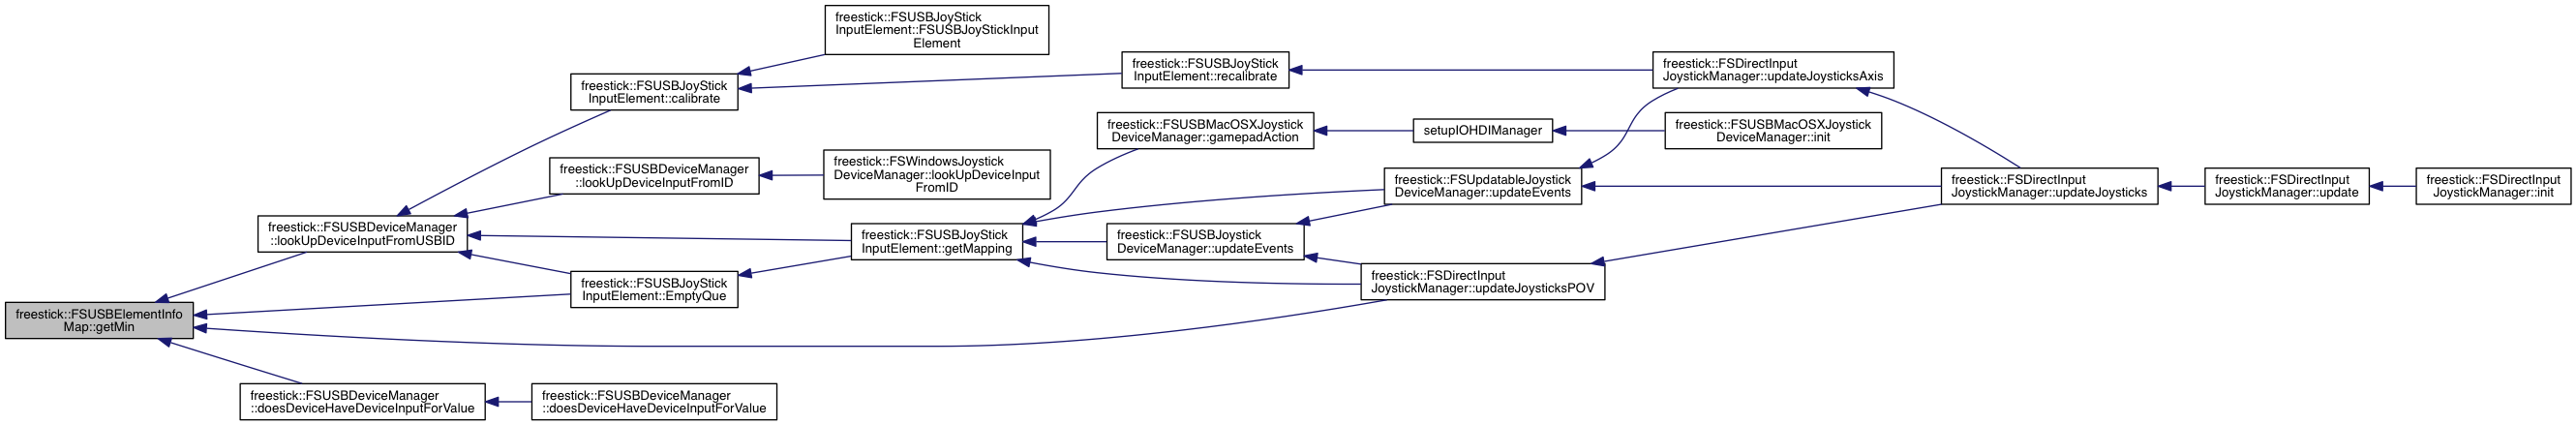 freestick::FSUSBJoyStick
InputElement::FSUSBJoyStickInput
Element
freestick::FSUSBJoyStick
InputElement::recalibrate
freestick::FSDirectInput
JoystickManager::updateJoysticksAxis
freestick::FSUSBJoyStick
InputElement::calibrate
freestick::FSUSBMacOSXJoystick
DeviceManager::gamepadAction
setupIOHDIManager
freestick::FSUSBMacOSXJoystick
DeviceManager::init
freestick::FSUSBDeviceManager
::lookUpDeviceInputFromID
freestick::FSWindowsJoystick
DeviceManager::lookUpDeviceInput
FromID
freestick::FSUpdatableJoystick
DeviceManager::updateEvents
freestick::FSDirectInput
JoystickManager::updateJoysticks
freestick::FSDirectInput
JoystickManager::update
freestick::FSDirectInput
JoystickManager::init
freestick::FSUSBDeviceManager
::lookUpDeviceInputFromUSBID
freestick::FSUSBJoyStick
InputElement::getMapping
freestick::FSUSBJoystick
DeviceManager::updateEvents
freestick::FSUSBJoyStick
InputElement::EmptyQue
freestick::FSDirectInput
JoystickManager::updateJoysticksPOV
freestick::FSUSBElementInfo
Map::getMin
freestick::FSUSBDeviceManager
::doesDeviceHaveDeviceInputForValue
freestick::FSUSBDeviceManager
::doesDeviceHaveDeviceInputForValue